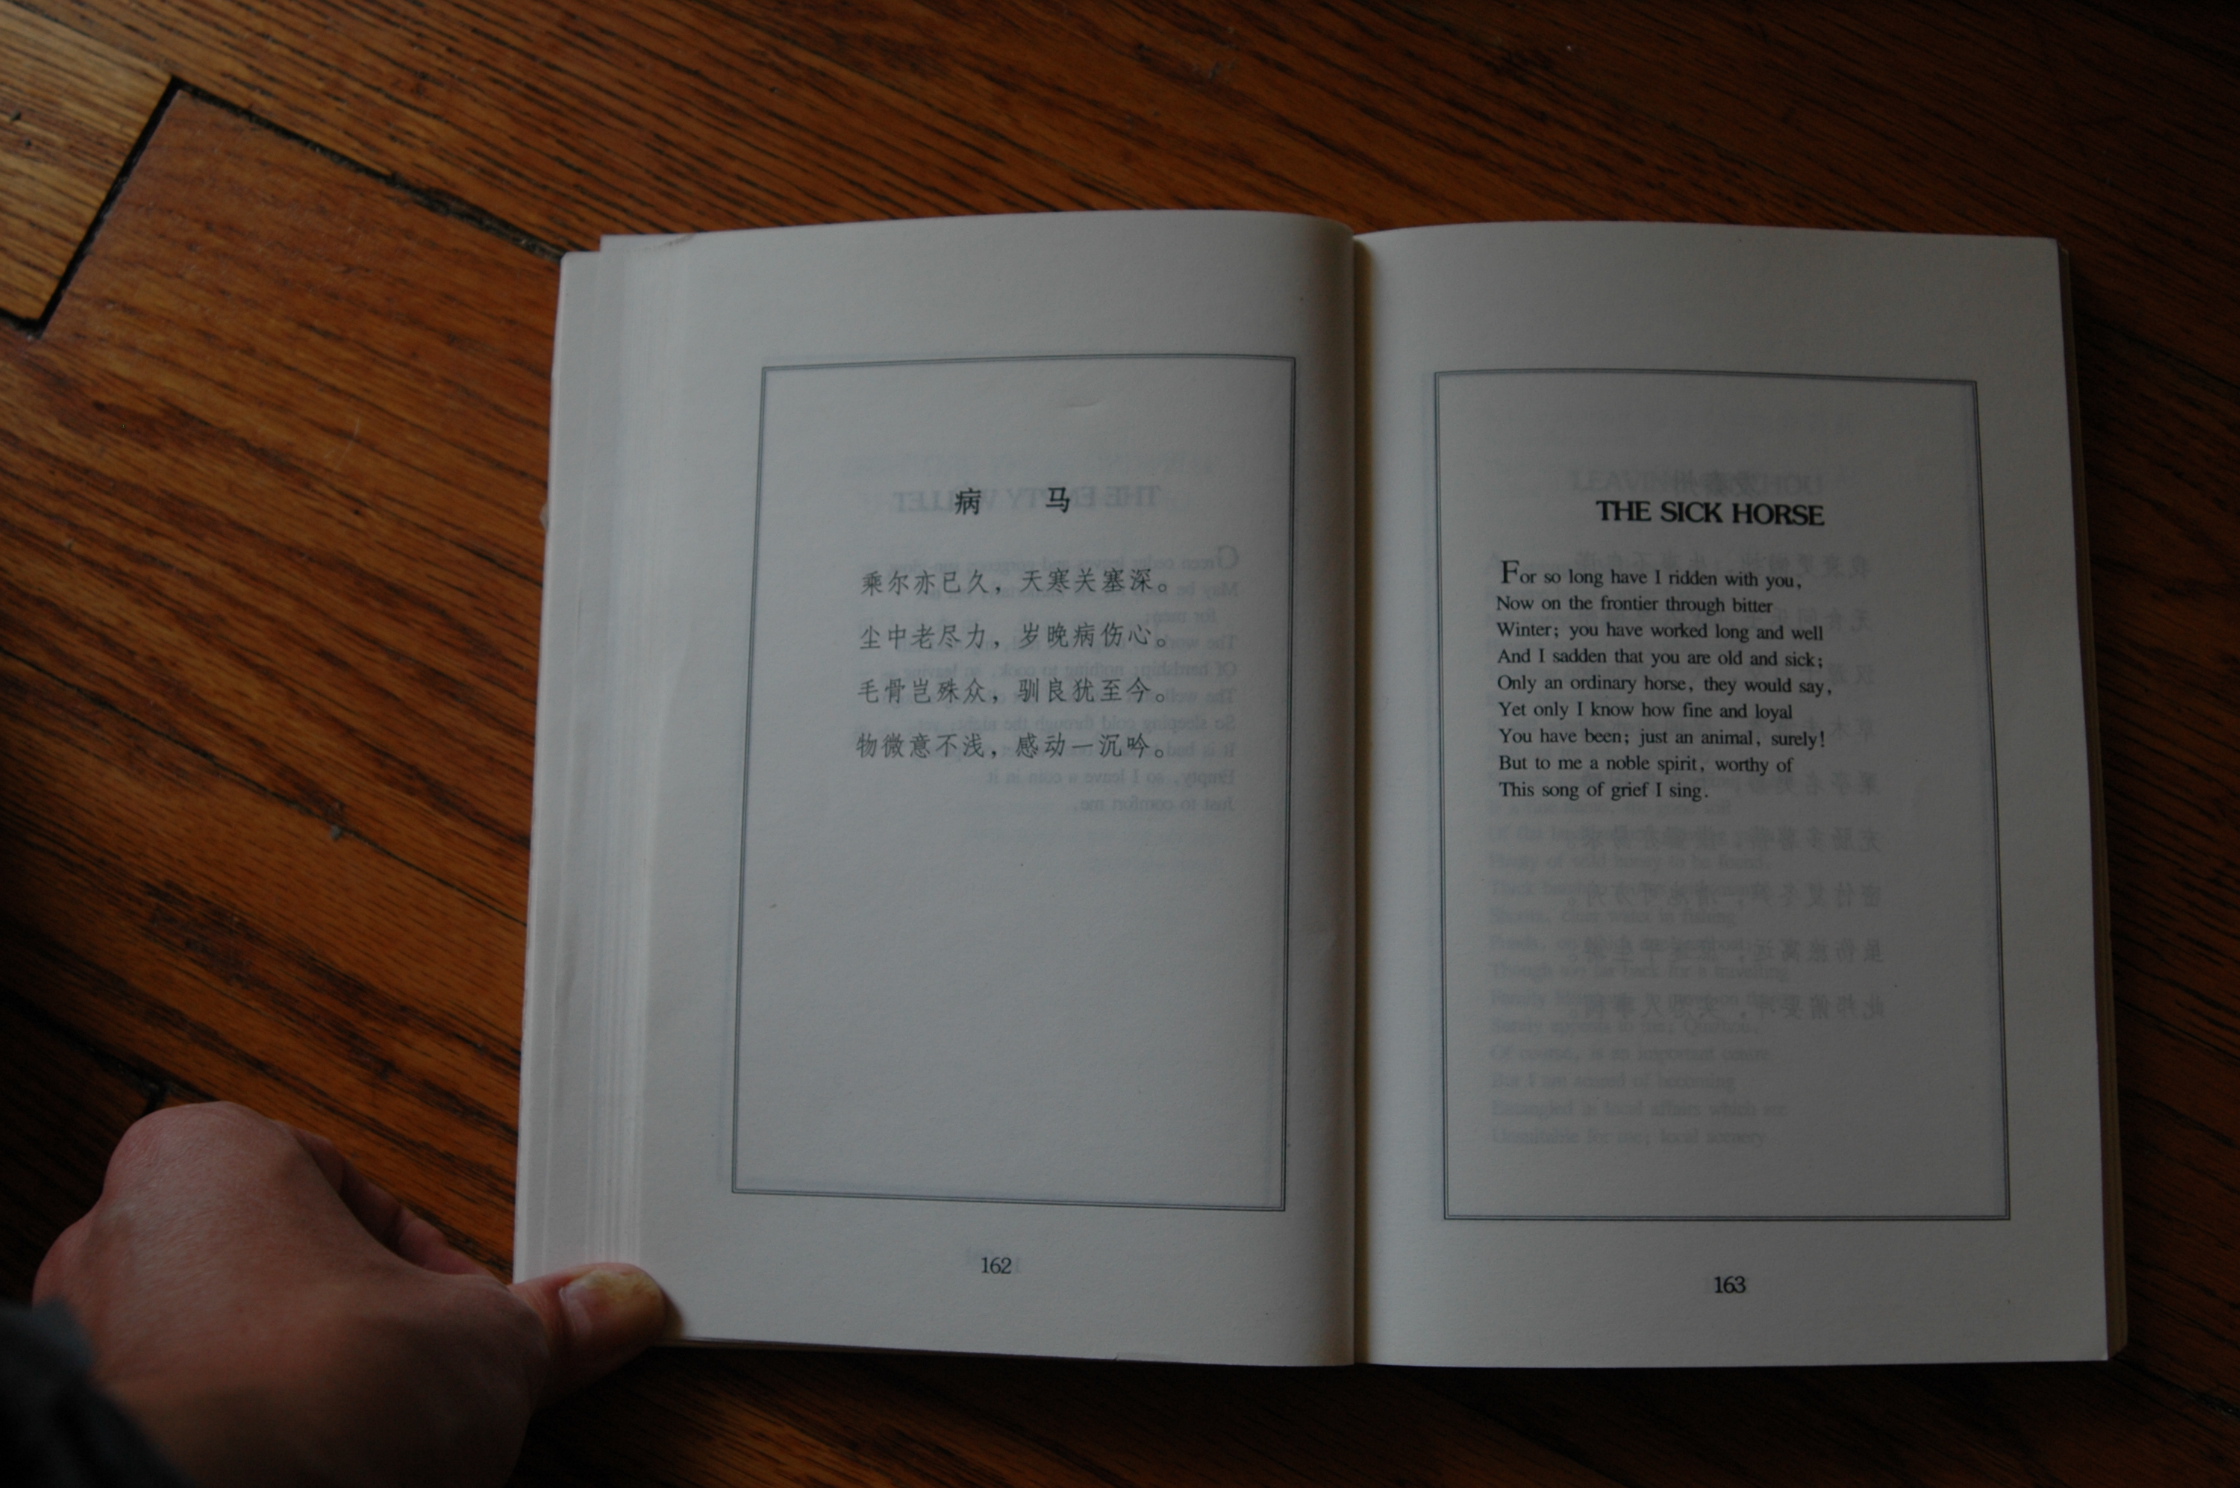 病 马
乘尔亦已久，天寒关塞深。
尘中老尽力，岁晚病伤心。
毛骨岂殊众，驯良犹至今。
物微意不浅，感动一沉吟。
162
THE SICK HORSE
For so long have I ridden with you,
Now on the frontier through bitter
Winter; you have worked long and well
And I sadden that you are old and sick;
Only an ordinary horse, they would say,
Yet only I know how fine and loyal
You have been; just an animal, surely!
But to me a noble spirit, worthy of
This song of grief I sing.
163